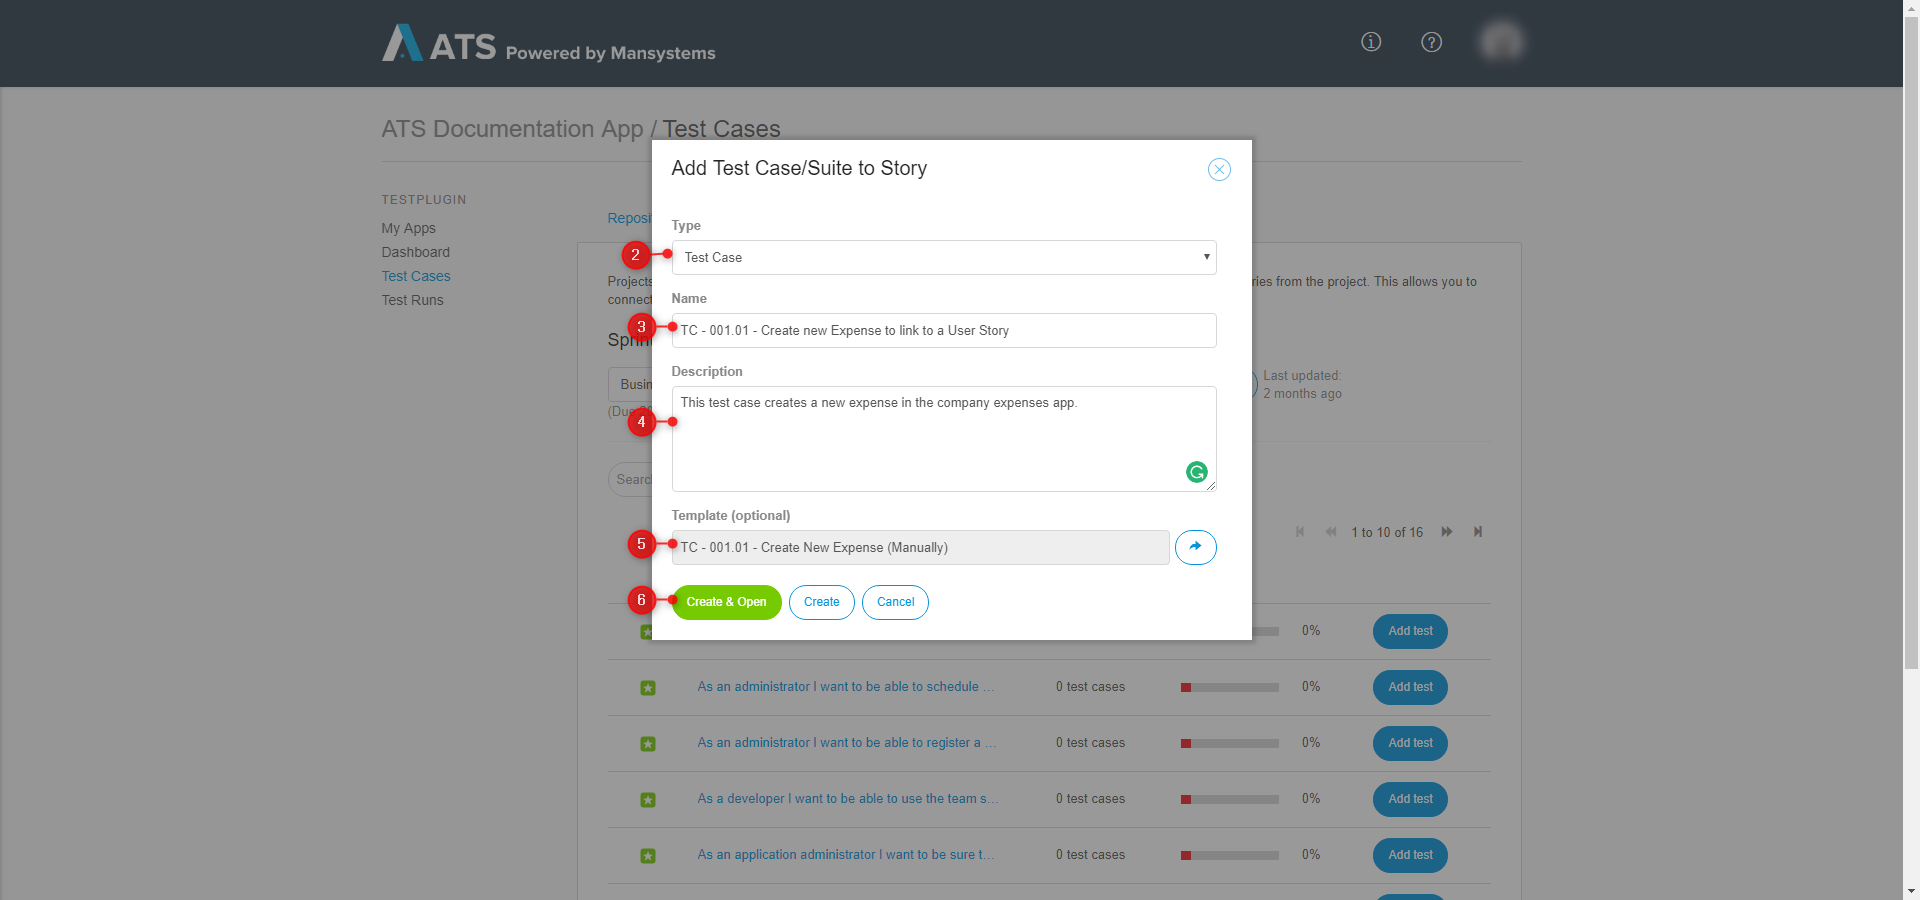 ATS Powered by Mansystems
ATS Documentation App / Test Cases
TESTPLUGIN
My Apps
Dashboard
Test Cases
Test Runs
Add Test Case/Suite to Story
Type
2
Test Case
Name
3
TC - 001.01 - Create new Expense to link to a User Story
Description
4
This test case creates a new expense in the company expenses app.
Template (optional)
5
TC - 001.01 - Create New Expense (Manually)
6
Create & Open
Create
Cancel
ries from the project. This allows you to
Last updated:
2 months ago
1 to 10 of 16
0%
Add test
As an administrator I want to be able to schedule ...
0 test cases
0%
Add test
As an administrator I want to be able to register a ...
0 test cases
0%
Add test
As a developer I want to be able to use the team s...
0 test cases
0%
Add test
As an application administrator I want to be sure t...
0 test cases
0%
Add test